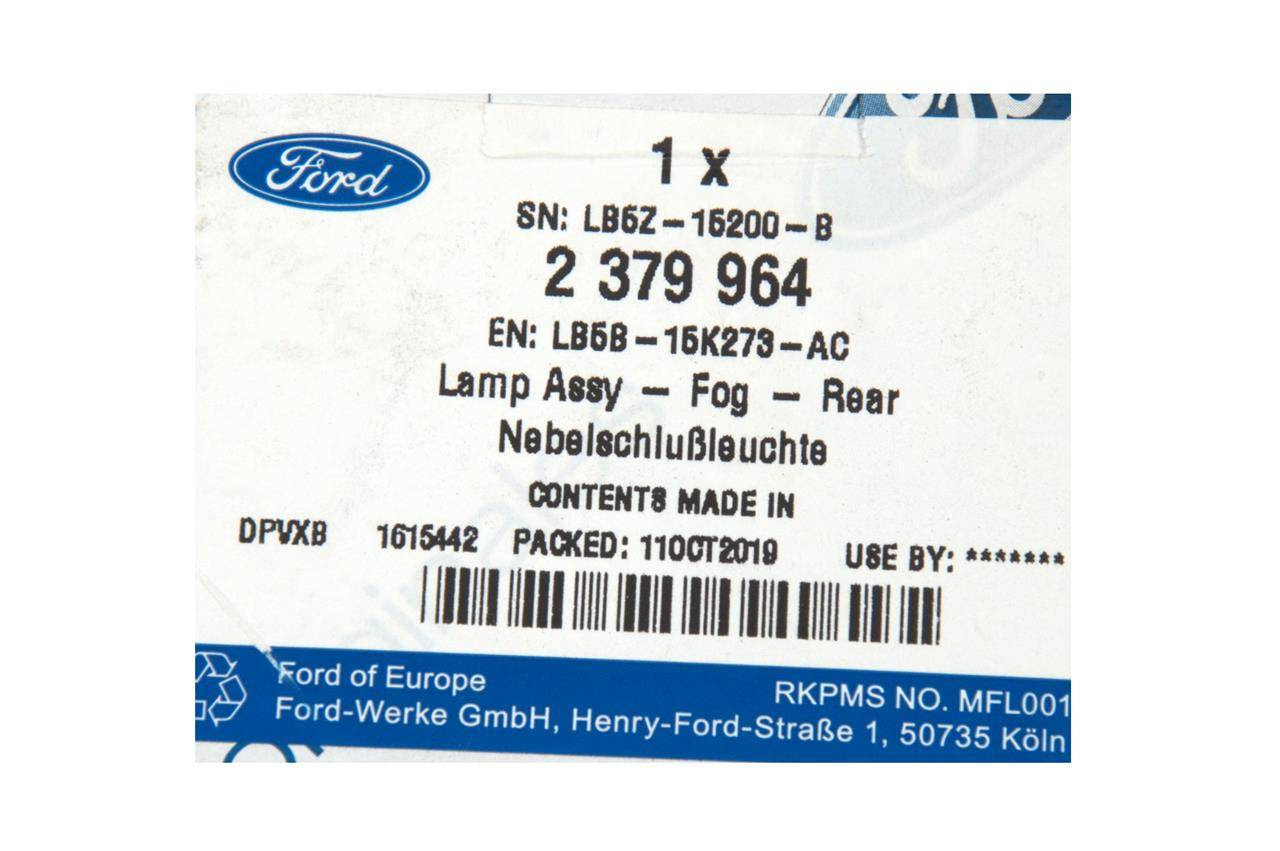 Ford
1 x
SN: LB5Z-15200-B
2 379 964
EN: LB5B-15K273-AC
Lamp Assy - Fog - Rear
Nebelschlußleuchte
CONTENTS MADE IN
DPVXB 1615442 PACKED: 11OCT2019 USE BY: *******
Ford of Europe
RKPMS NO. MFL001
Ford-Werke GmbH, Henry-Ford-Straße 1, 50735 Köln